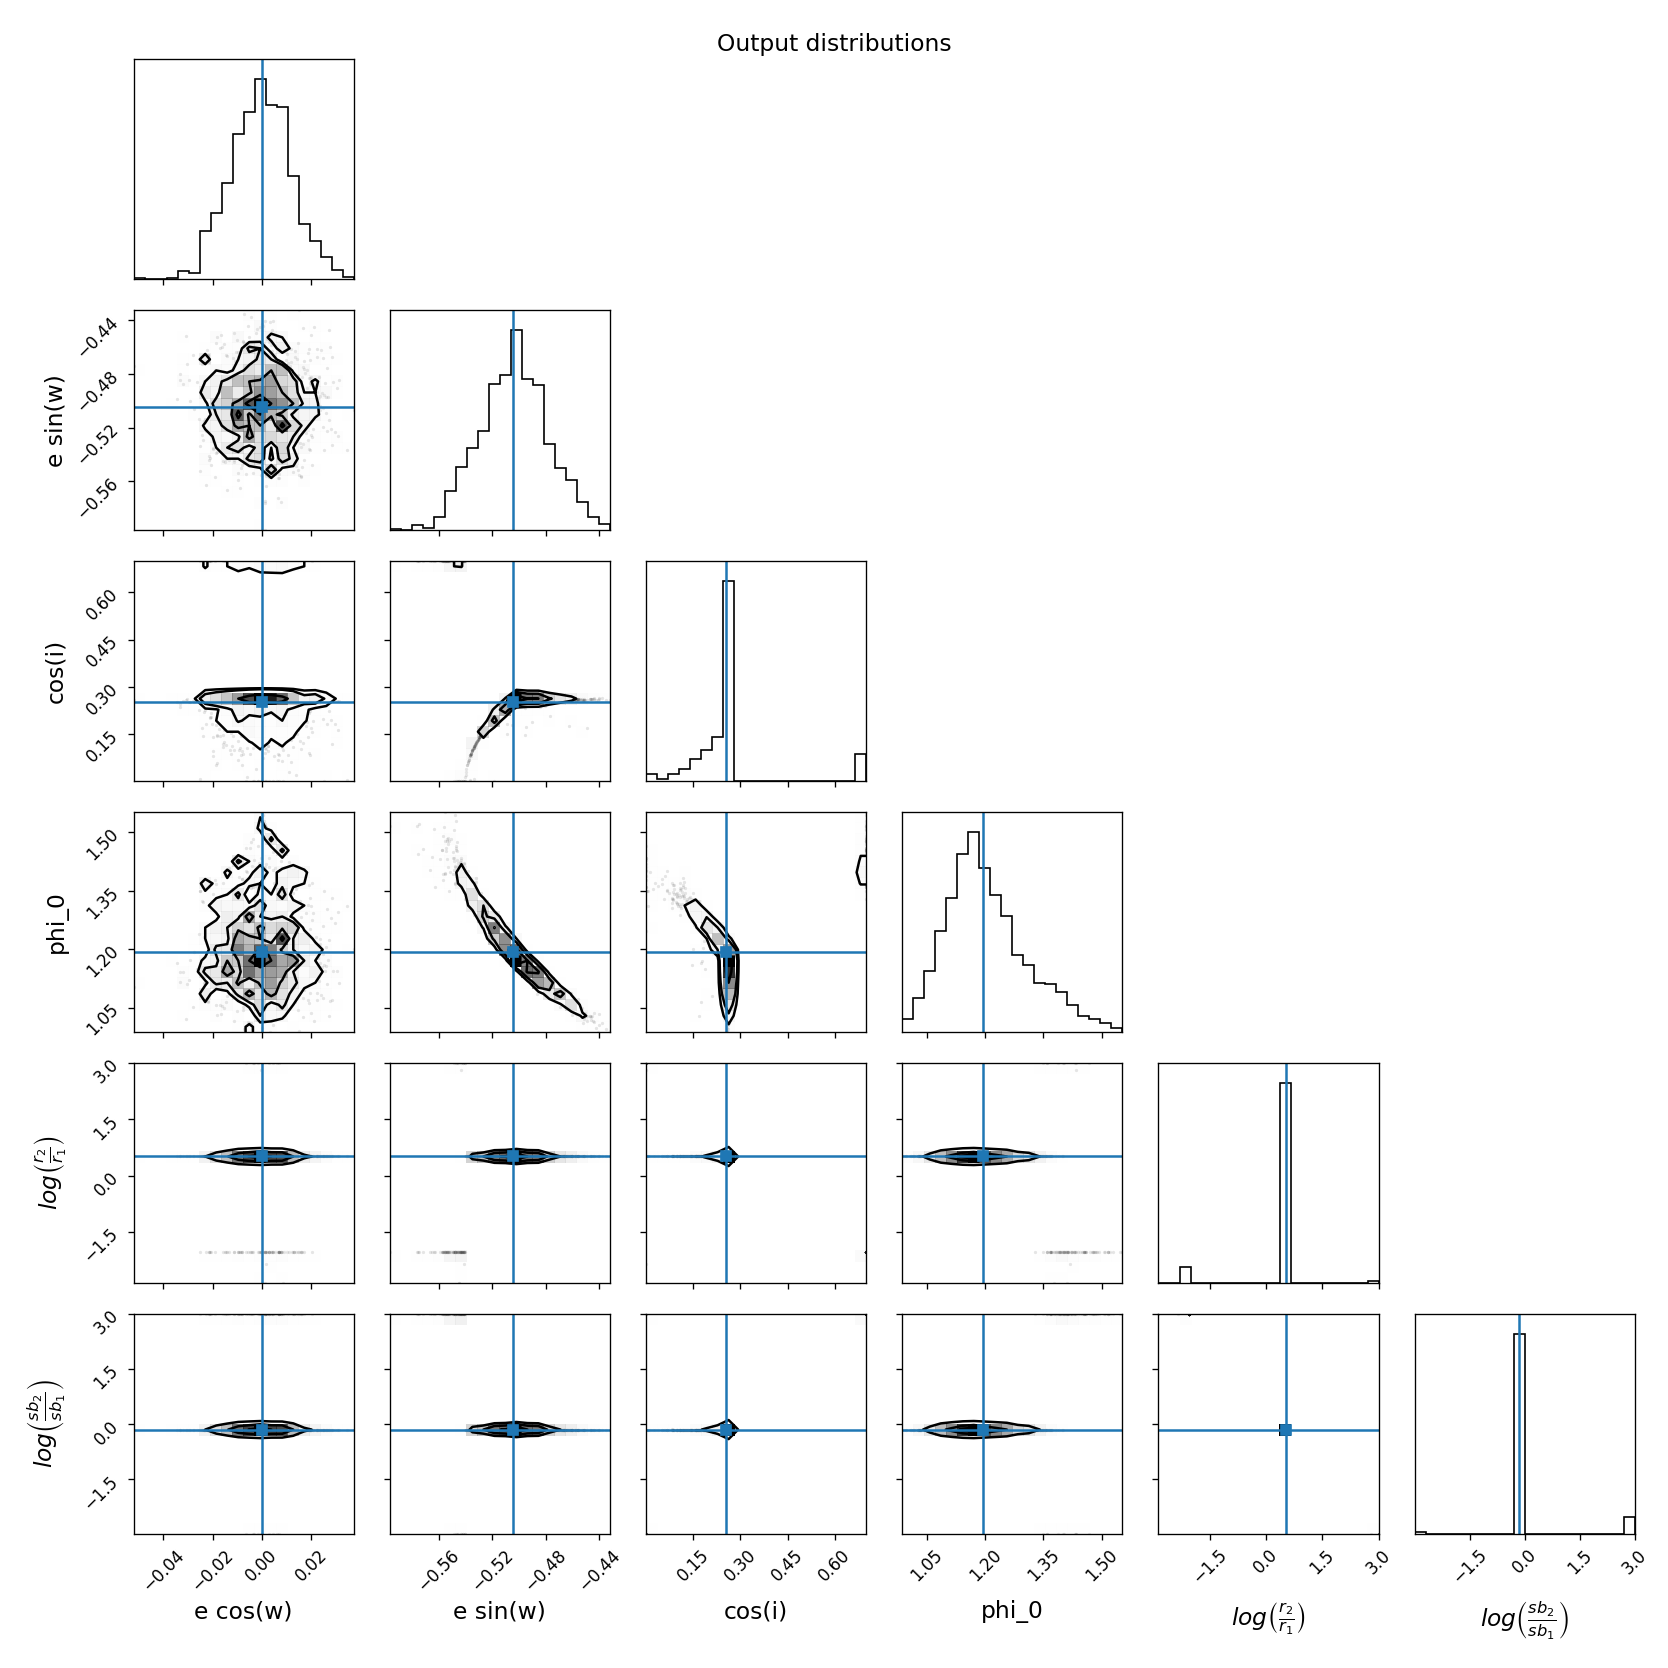 Output distributions
−0.44
−0.48
−0.52
−0.56
e sin(w)
0.60
0.45
0.30
0.15
cos(i)
1.50
1.35
1.20
1.05
phi_0
3.0
1.5
0.0
−1.5
log(r₂/r₁)
3.0
1.5
0.0
−1.5
log(sb₂/sb₁)
−0.04 −0.02 0.00 0.02 −0.56 −0.52 −0.48 −0.44 0.15 0.30 0.45 0.60 1.05 1.20 1.35 1.50 −1.5 0.0 1.5 3.0 −1.5 0.0 1.5 3.0
e cos(w) e sin(w) cos(i) phi_0 log(r₂/r₁) log(sb₂/sb₁)